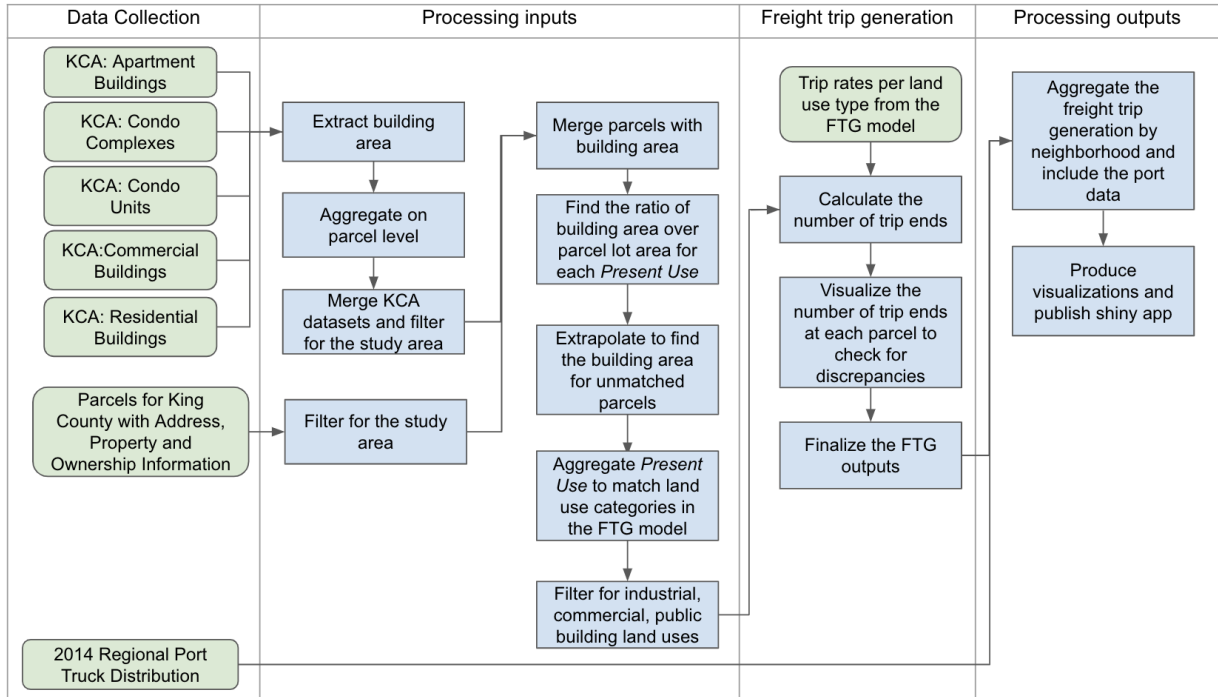 Data Collection
Processing inputs
Freight trip generation
Processing outputs
KCA: Apartment
Buildings
KCA: Condo
Complexes
KCA: Condo
Units
KCA:Commercial
Buildings
KCA: Residential
Buildings
Parcels for King
County with Address,
Property and
Ownership Information
2014 Regional Port
Truck Distribution
Extract building
area
Aggregate on
parcel level
Merge KCA
datasets and filter
for the study area
Filter for the study
area
Merge parcels with
building area
Find the ratio of
building area over
parcel lot area for
each Present Use
Extrapolate to find
the building area
for unmatched
parcels
Aggregate Present
Use to match land
use categories in
the FTG model
Filter for industrial,
commercial, public
building land uses
Trip rates per land
use type from the
FTG model
Calculate the
number of trip ends
Visualize the
number of trip ends
at each parcel to
check for
discrepancies
Finalize the FTG
outputs
Aggregate the
freight trip
generation by
neighborhood and
include the port
data
Produce
visualizations and
publish shiny app